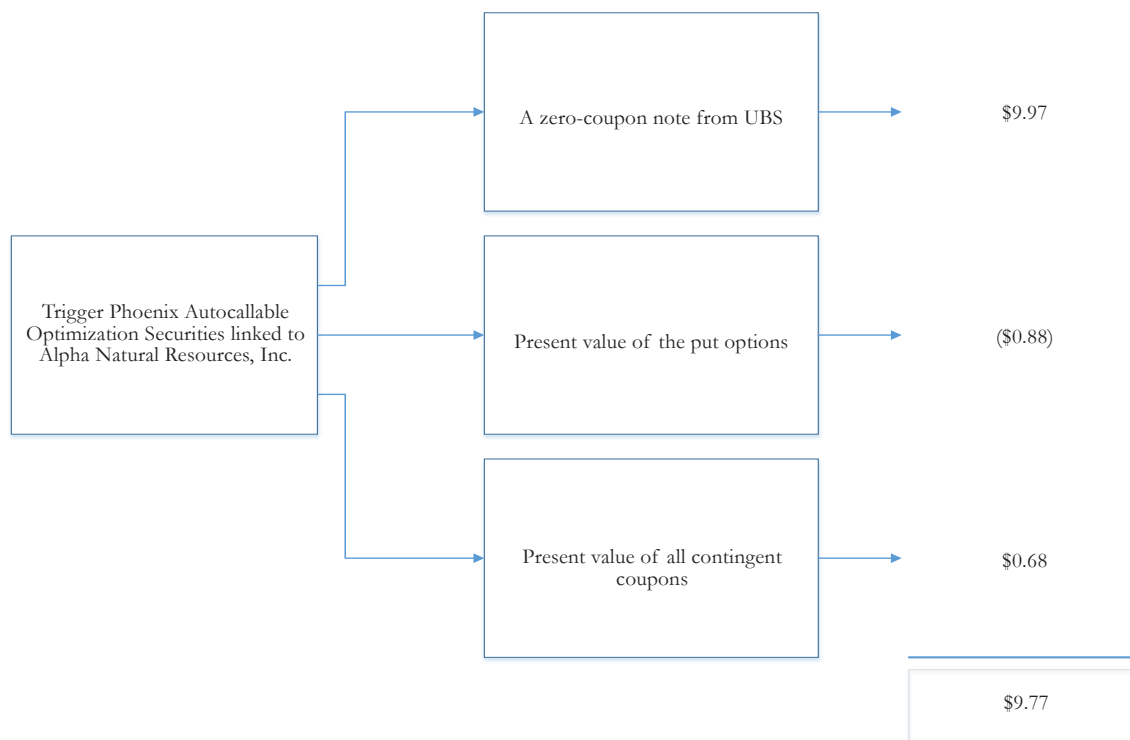 A zero-coupon note from UBS
$9.97
Trigger Phoenix Autocallable
Optimization Securities linked to
Alpha Natural Resources, Inc.
Present value of the put options
($0.88)
Present value of all contingent
coupons
$0.68
$9.77